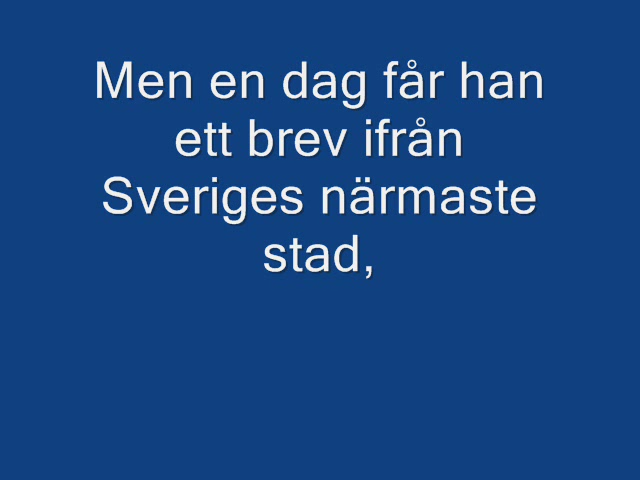 Men en dag får han
ett brev ifrån
Sveriges närmaste
stad,